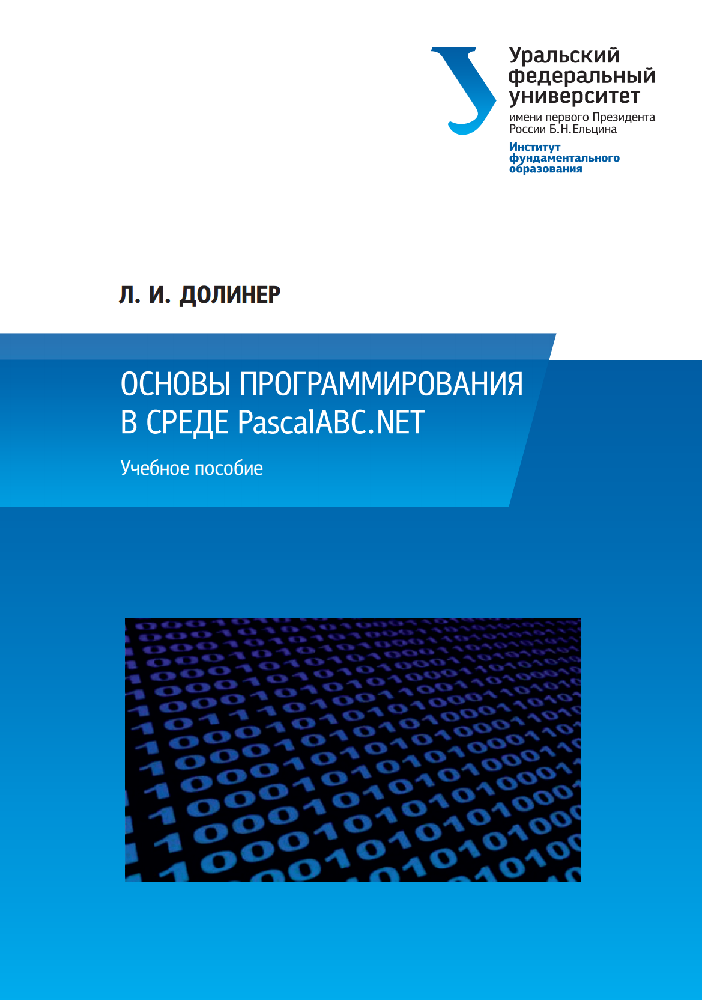 Уральский
федеральный
университет
имени первого Президента
России Б.Н.Ельцина
Институт
фундаментального
образования
Л. И. ДОЛИНЕР
ОСНОВЫ ПРОГРАММИРОВАНИЯ
В СРЕДЕ PascalABC.NET
Учебное пособие